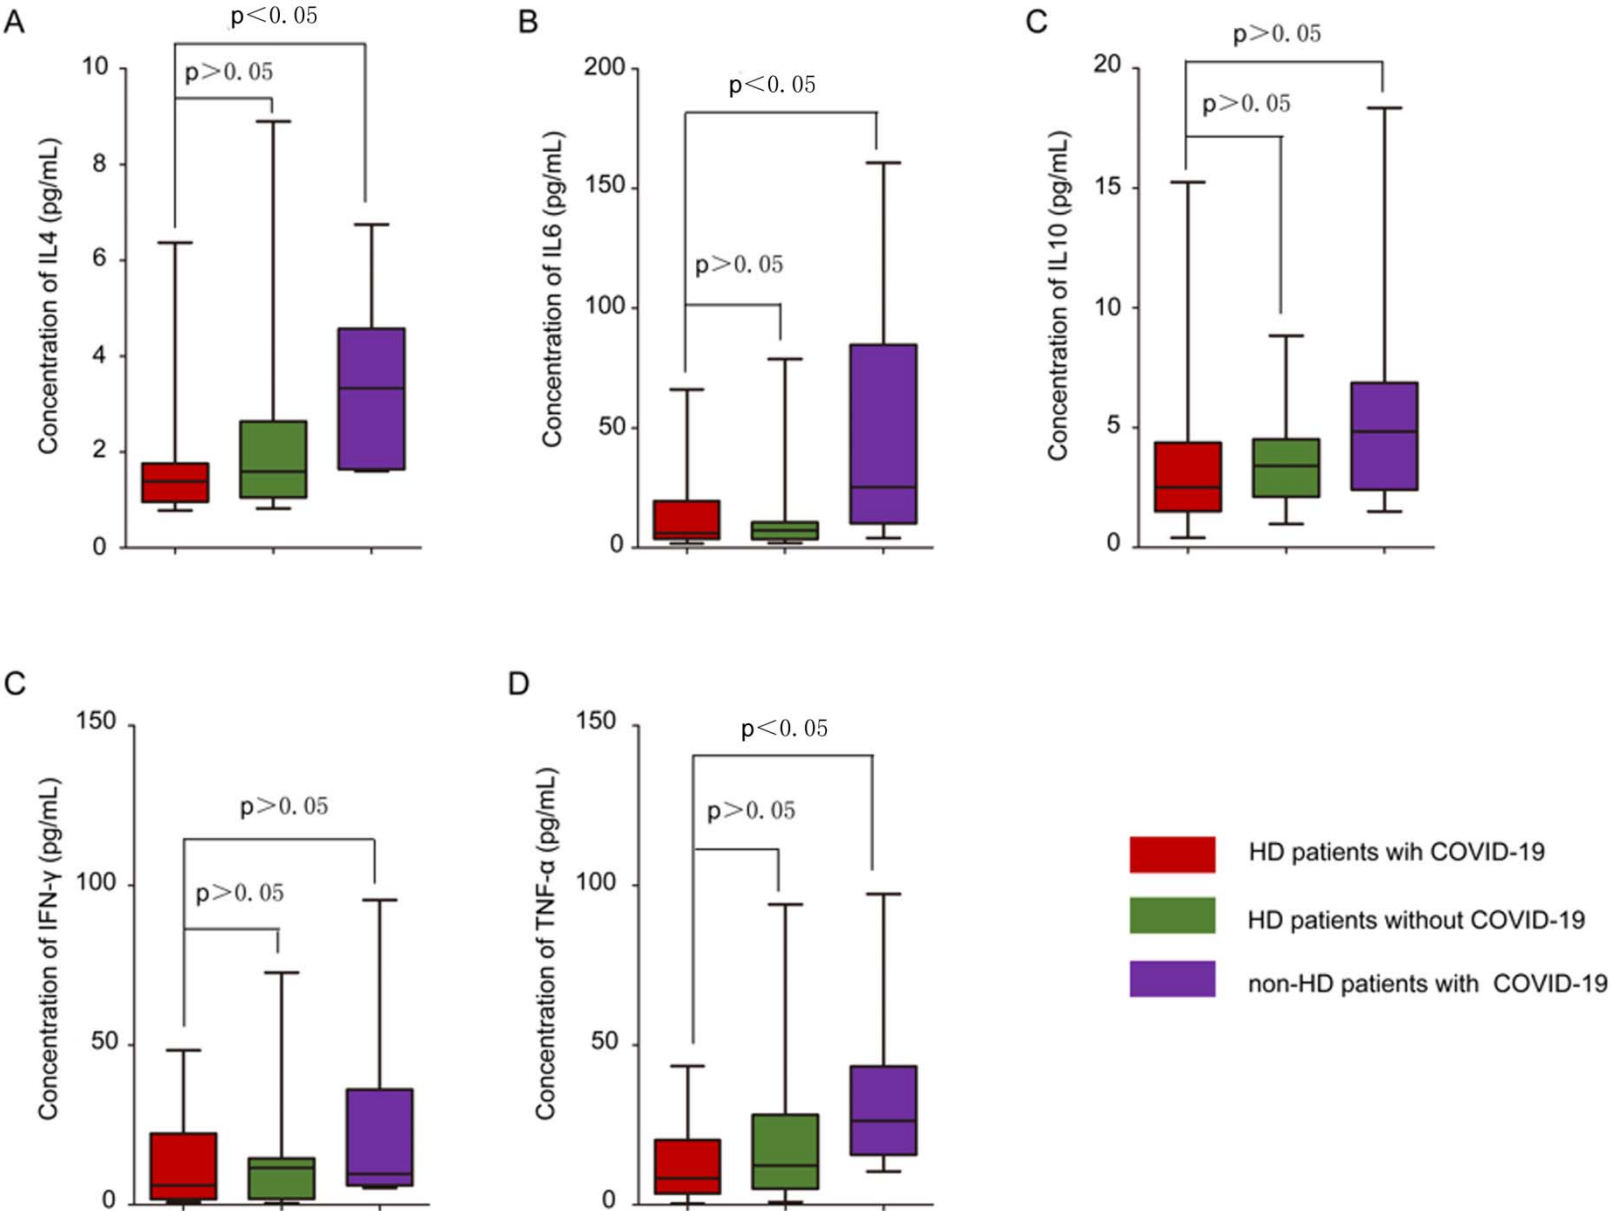 A
p<0.05
p>0.05
10
8
6
4
2
0
Concentration of IL4 (pg/mL)
B
p<0.05
p>0.05
200
150
100
50
0
Concentration of IL6 (pg/mL)
C
p>0.05
p>0.05
20
15
10
5
0
Concentration of IL10 (pg/mL)
C
p>0.05
p>0.05
150
100
50
0
Concentration of IFN-γ (pg/mL)
D
p<0.05
p>0.05
150
100
50
0
Concentration of TNF-α (pg/mL)
HD patients wih COVID-19
HD patients without COVID-19
non-HD patients with COVID-19